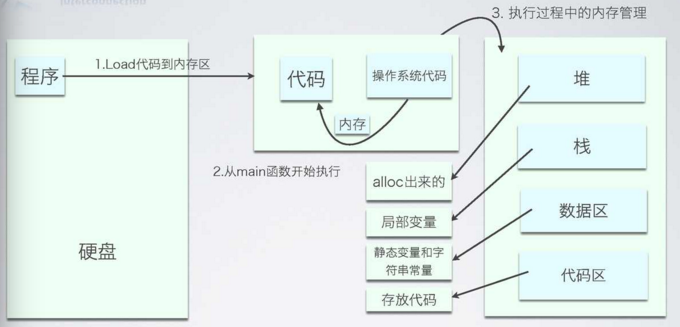 3. 执行过程中的内存管理
程序
1.Load代码到内存区
代码
操作系统代码
内存
2.从main函数开始执行
硬盘
alloc出来的
局部变量
静态变量和字
符串常量
存放代码
堆
栈
数据区
代码区